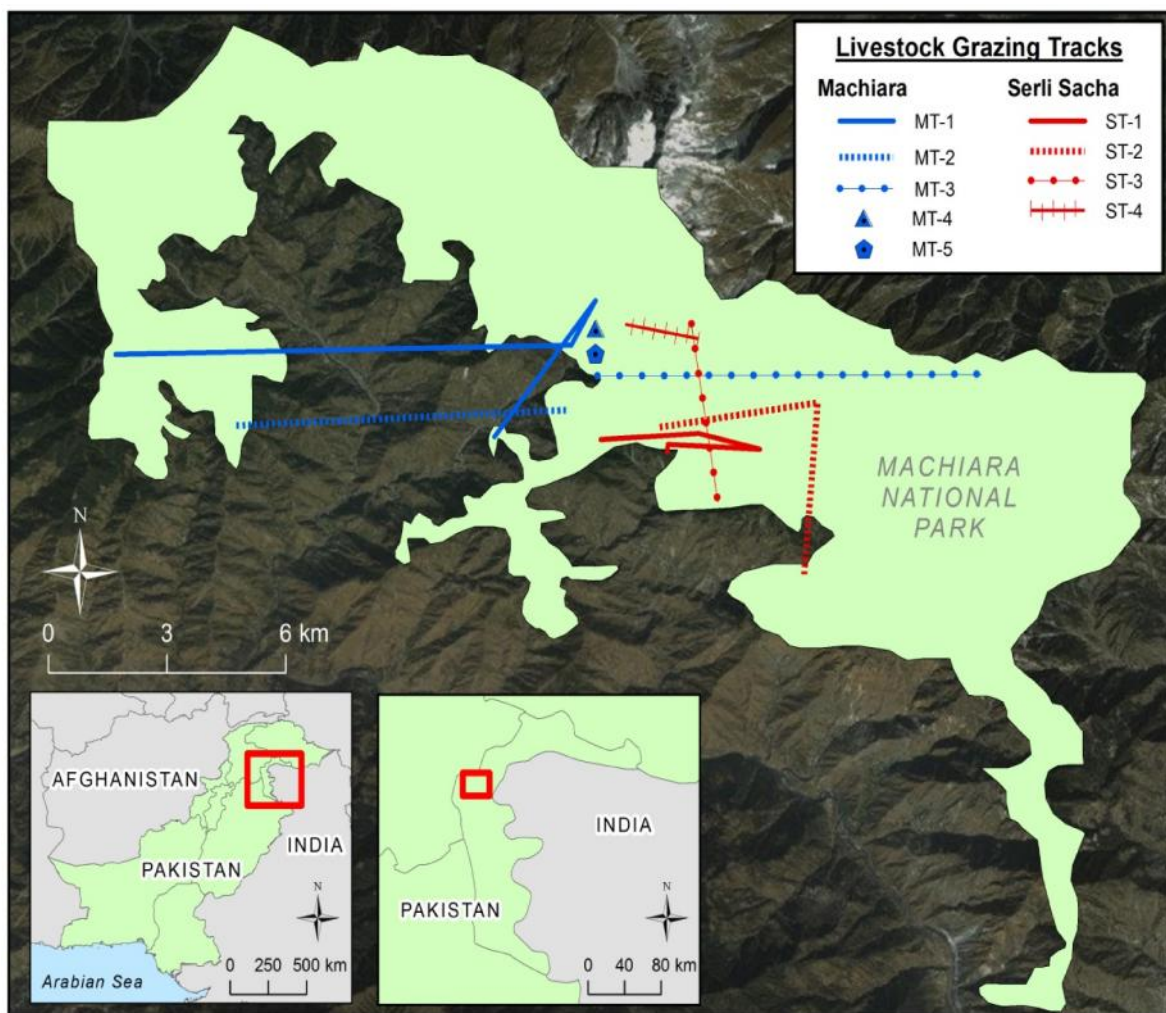 Livestock Grazing Tracks
Machiara
Serli Sacha
MT-1
ST-1
MT-2
ST-2
MT-3
ST-3
MT-4
ST-4
MT-5
MACHIARA
NATIONAL
PARK
N
0 3 6 km
AFGHANISTAN
INDIA
PAKISTAN
N
0 250 500 km
Arabian Sea
INDIA
PAKISTAN
N
0 40 80 km